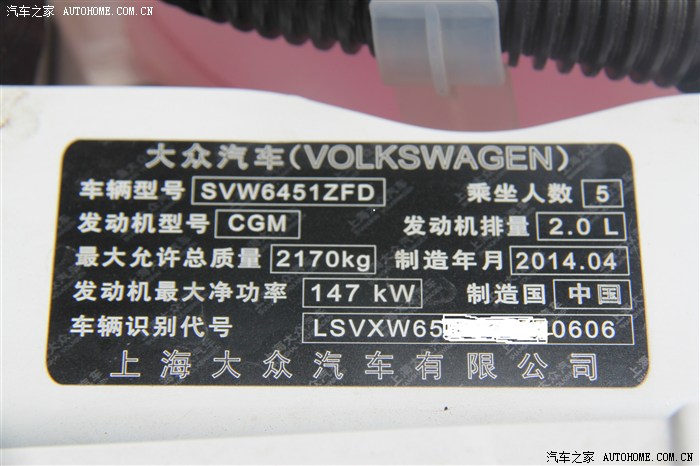 汽车之家 AUTOHOME.COM.CN
大众汽车(VOLKSWAGEN)
车辆型号 SVW6451ZFD 乘坐人数 5
发动机型号 CGM 发动机排量 2.0 L
最大允许总质量 2170kg 制造年月 2014.04
发动机最大净功率 147 kW 制造国 中国
车辆识别代号 LSVXW65 0606
上海大众汽车有限公司
汽车之家 AUTOHOME.COM.CN